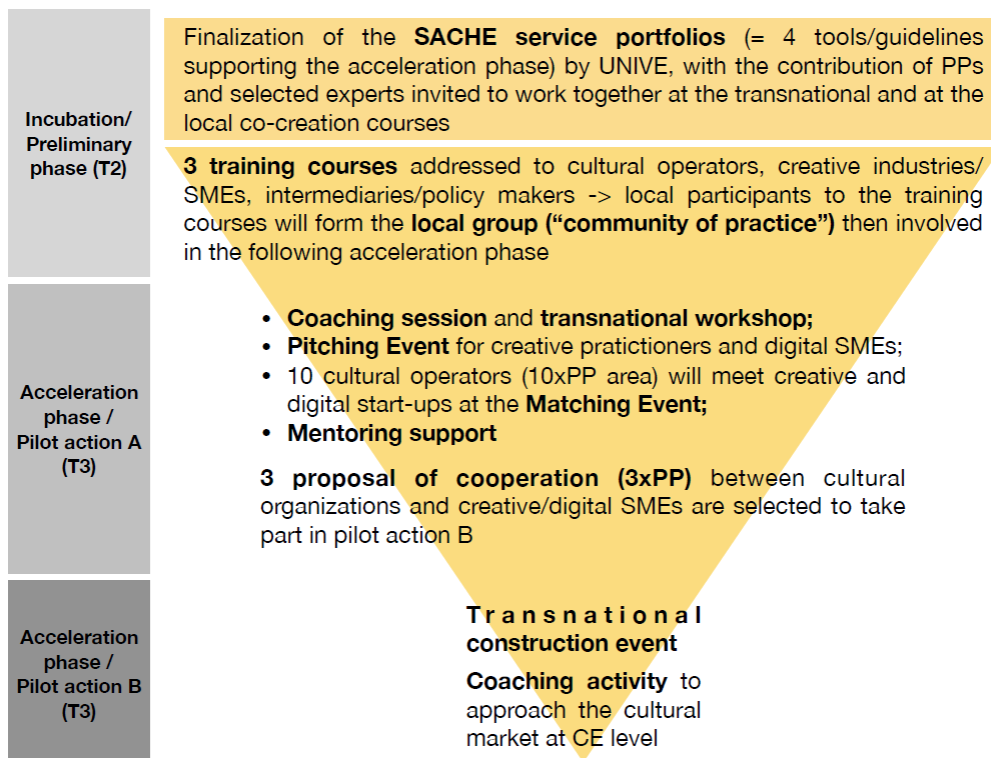 Incubation/
Preliminary
phase (T2)
Finalization of the SACHE service portfolios (= 4 tools/guidelines
supporting the acceleration phase) by UNIVE, with the contribution of PPs
and selected experts invited to work together at the transnational and at the
local co-creation courses
3 training courses addressed to cultural operators, creative industries/
SMEs, intermediaries/policy makers -> local participants to the training
courses will form the local group (“community of practice”) then involved
in the following acceleration phase
Acceleration
phase /
Pilot action A
(T3)
• Coaching session and transnational workshop;
• Pitching Event for creative pratictioners and digital SMEs;
• 10 cultural operators (10xPP area) will meet creative and
digital start-ups at the Matching Event;
• Mentoring support
3 proposal of cooperation (3xPP) between cultural
organizations and creative/digital SMEs are selected to take
part in pilot action B
Acceleration
phase /
Pilot action B
(T3)
Transnational
construction event
Coaching activity to
approach the cultural
market at CE level